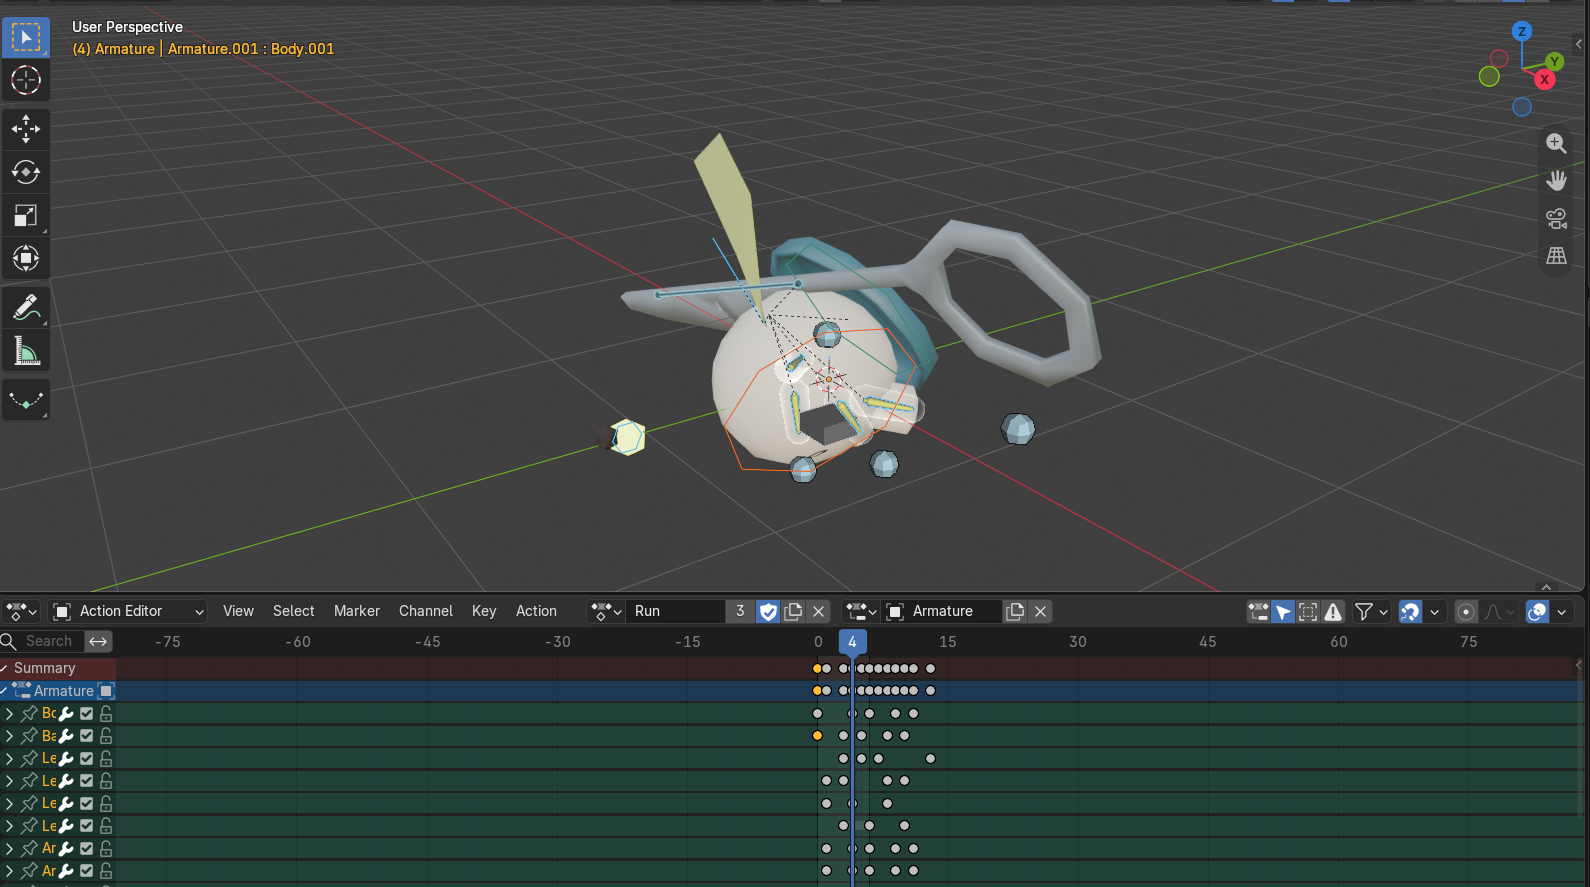 User Perspective
(4) Armature | Armature.001 : Body.001
Z
Y
X
Action Editor View Select Marker Channel Key Action Run 3 Armature
Search -75 -60 -45 -30 -15 0 4 15 30 45 60 75
Summary
Armature
Bo
Ba
Le
Le
Le
Le
Ar
Ar